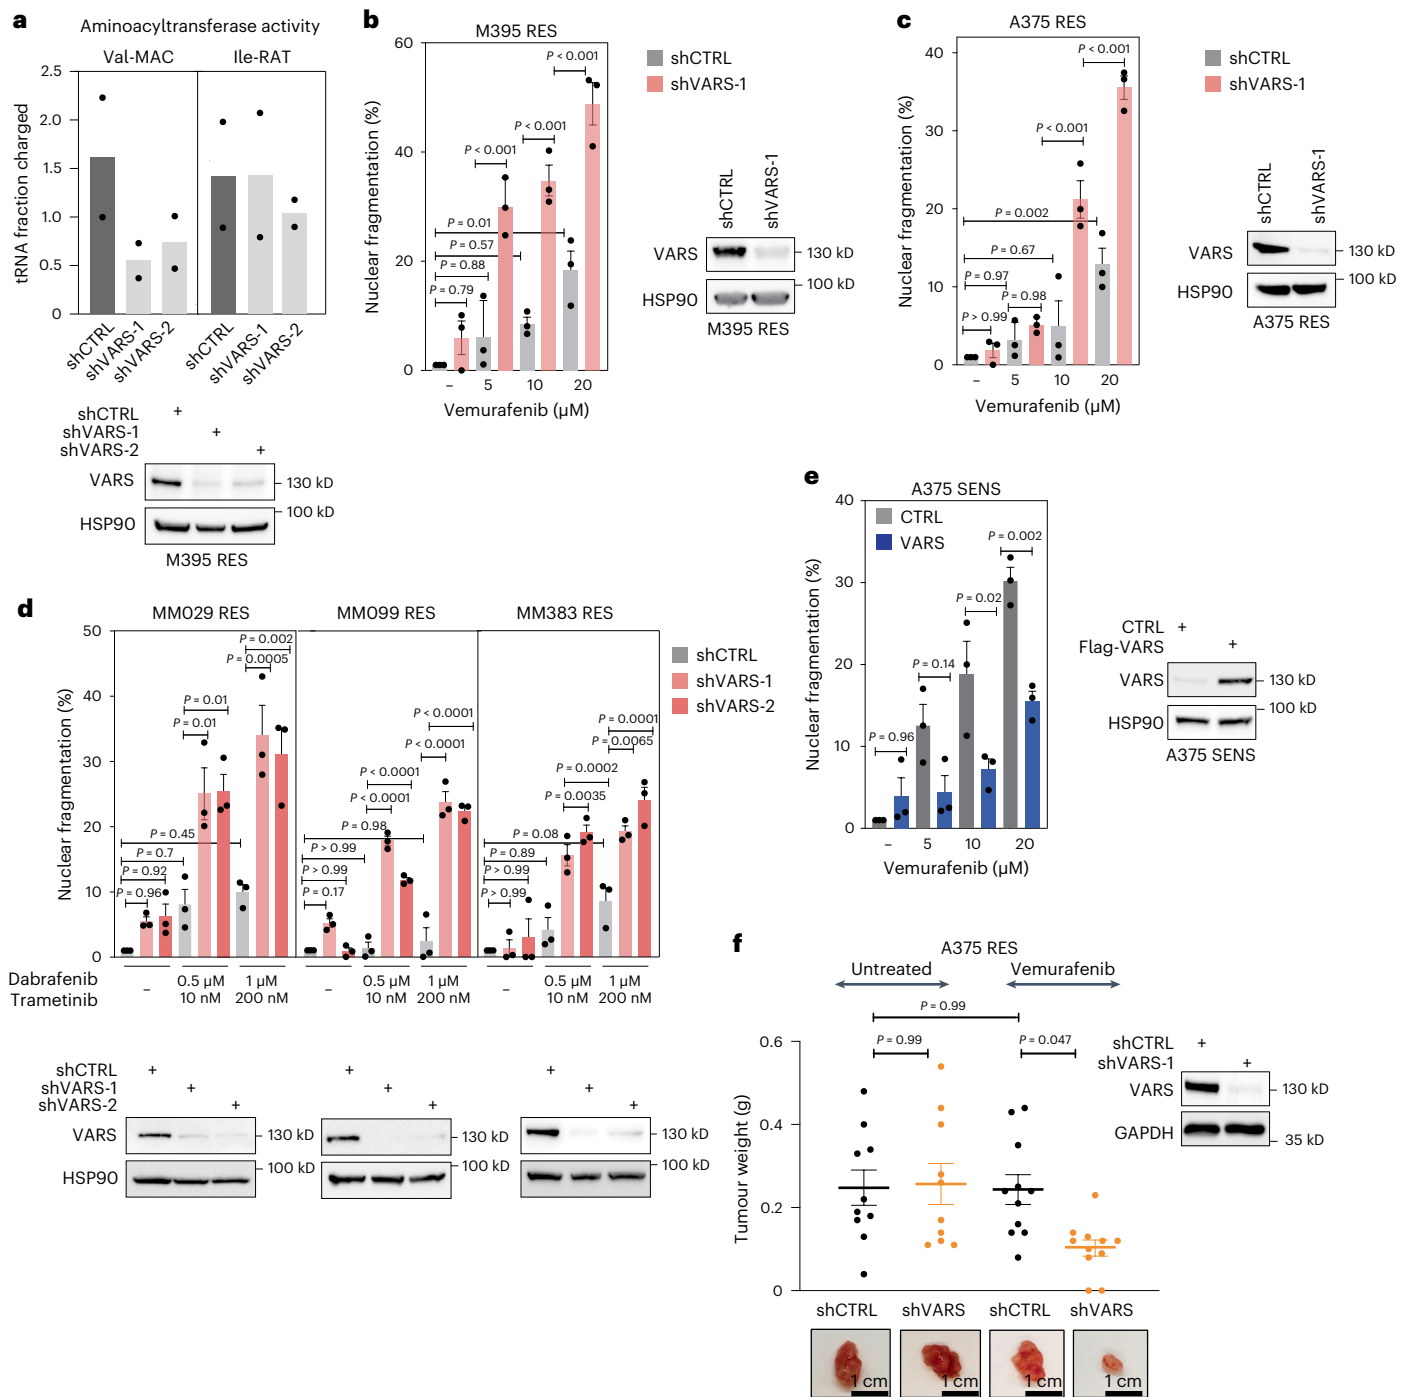 a
Aminoacyltransferase activity
Val-MAC
Ile-RAT
tRNA fraction charged
2.5
2.0
1.5
1.0
0.5
0
shCTRL
shVARS-1
shVARS-2
shCTRL
shVARS-1
shVARS-2
shCTRL +
shVARS-1 +
shVARS-2 +
VARS
130 kD
100 kD
HSP90
M395 RES
b
M395 RES
Nuclear fragmentation (%)
60
40
20
0
P < 0.001
P < 0.001
P < 0.001
P = 0.01
P = 0.57
P = 0.88
P = 0.79
– 5 10 20
Vemurafenib (µM)
shCTRL
shVARS-1
shCTRL
shVARS-1
VARS
130 kD
100 kD
HSP90
M395 RES
c
A375 RES
Nuclear fragmentation (%)
40
30
20
10
0
P < 0.001
P < 0.001
P = 0.002
P = 0.67
P = 0.97
P = 0.98
P > 0.99
– 5 10 20
Vemurafenib (µM)
shCTRL
shVARS-1
shCTRL
shVARS-1
VARS
130 kD
100 kD
HSP90
A375 RES
d
MM029 RES
MM099 RES
MM383 RES
Nuclear fragmentation (%)
50
40
30
20
10
0
P = 0.002
P = 0.0005
P = 0.01
P = 0.01
P = 0.45
P = 0.7
P = 0.92
P = 0.96
P < 0.0001
P < 0.0001
P < 0.0001
P < 0.0001
P = 0.98
P > 0.99
P > 0.99
P = 0.17
P = 0.0001
P = 0.0065
P = 0.0002
P = 0.0035
P = 0.08
P = 0.89
P > 0.99
P > 0.99
shCTRL
shVARS-1
shVARS-2
Dabrafenib
Trametinib
–
0.5 µM
10 nM
1 µM
200 nM
–
0.5 µM
10 nM
1 µM
200 nM
–
0.5 µM
10 nM
1 µM
200 nM
shCTRL + + +
shVARS-1 + + +
shVARS-2 + + +
VARS
130 kD
130 kD
130 kD
100 kD
100 kD
100 kD
HSP90
e
A375 SENS
Nuclear fragmentation (%)
40
30
20
10
0
CTRL
VARS
P = 0.002
P = 0.02
P = 0.14
P = 0.96
– 5 10 20
Vemurafenib (µM)
CTRL +
Flag-VARS +
VARS
130 kD
100 kD
HSP90
A375 SENS
f
A375 RES
Untreated
Vemurafenib
P = 0.99
P = 0.99
P = 0.047
Tumour weight (g)
0.6
0.4
0.2
0
shCTRL
shVARS
shCTRL
shVARS
1 cm
1 cm
1 cm
1 cm
shCTRL +
shVARS-1 +
VARS
130 kD
GAPDH
35 kD